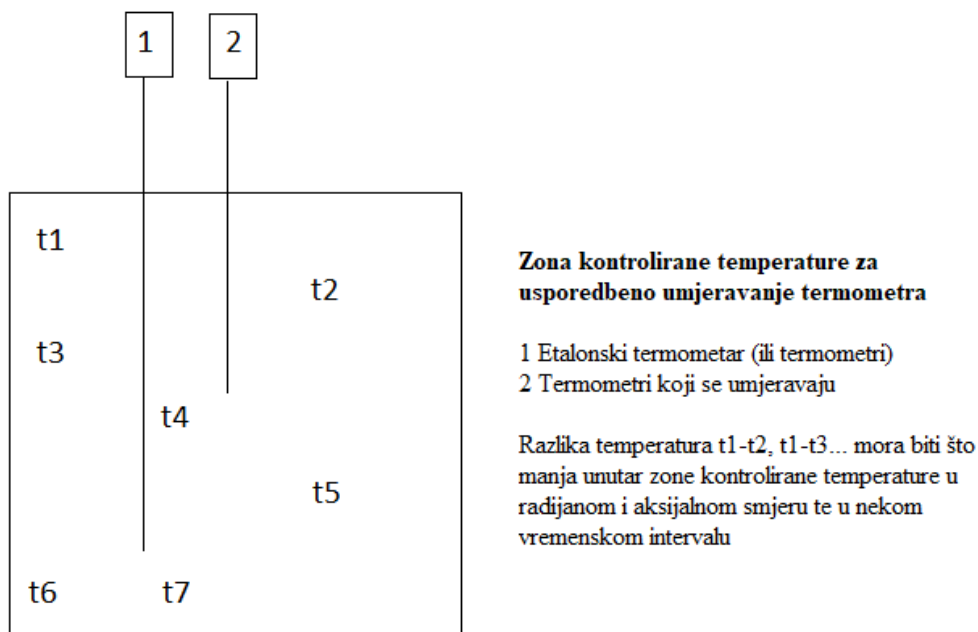 1
2
t1
t2
t3
t4
t5
t6
t7
Zona kontrolirane temperature za
usporedbeno umjeravanje termometra
1 Etalonski termometar (ili termometri)
2 Termometri koji se umjeravaju
Razlika temperatura t1-t2, t1-t3... mora biti što
manja unutar zone kontrolirane temperature u
radijanom i aksijalnom smjeru te u nekom
vremenskom intervalu